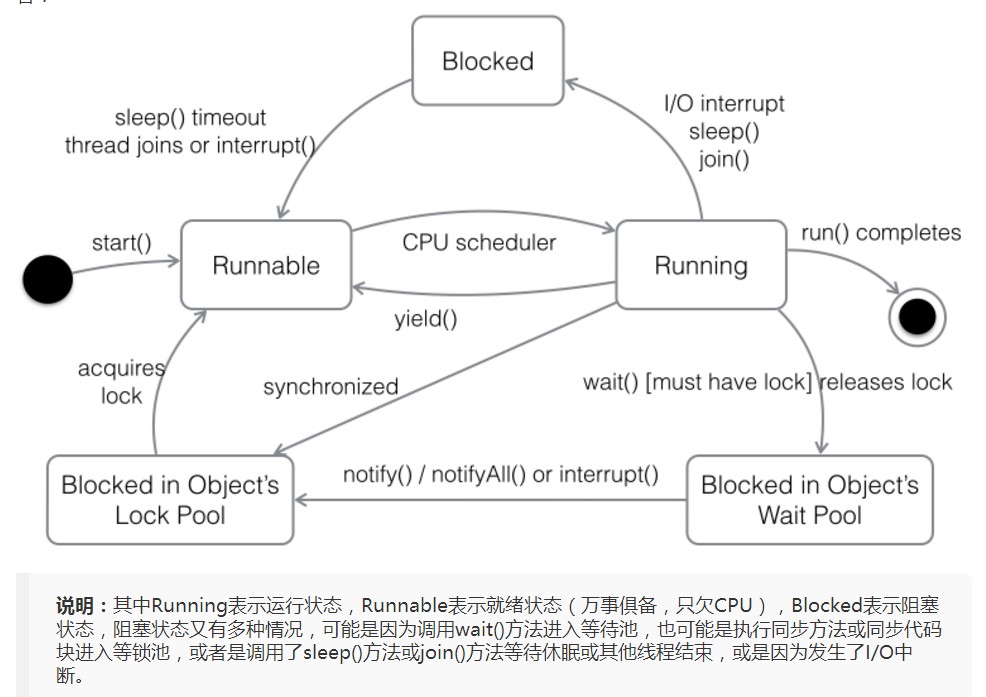 Blocked
sleep() timeout
thread joins or interrupt()
I/O interrupt
sleep()
join()
start()
Runnable
CPU scheduler
Running
run() completes
yield()
acquires
lock
synchronized
wait() [must have lock] releases lock
Blocked in Object's
Lock Pool
notify() / notifyAll() or interrupt()
Blocked in Object's
Wait Pool
说明：其中Running表示运行状态，Runnable表示就绪状态（万事俱备，只欠CPU），Blocked表示阻塞
状态，阻塞状态又有多种情况，可能是因为调用wait()方法进入等待池，也可能是执行同步方法或同步代码
块进入等锁池，或者是调用了sleep()方法或join()方法等待休眠或其他线程结束，或是因为发生了I/O中
断。